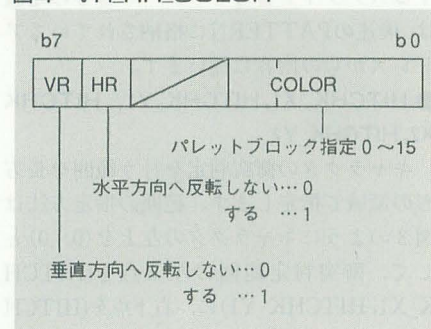 b7 b0
VR HR COLOR
パレットブロック指定0～15
水平方向へ反転しない…0
する …1
垂直方向へ反転しない…0
する …1